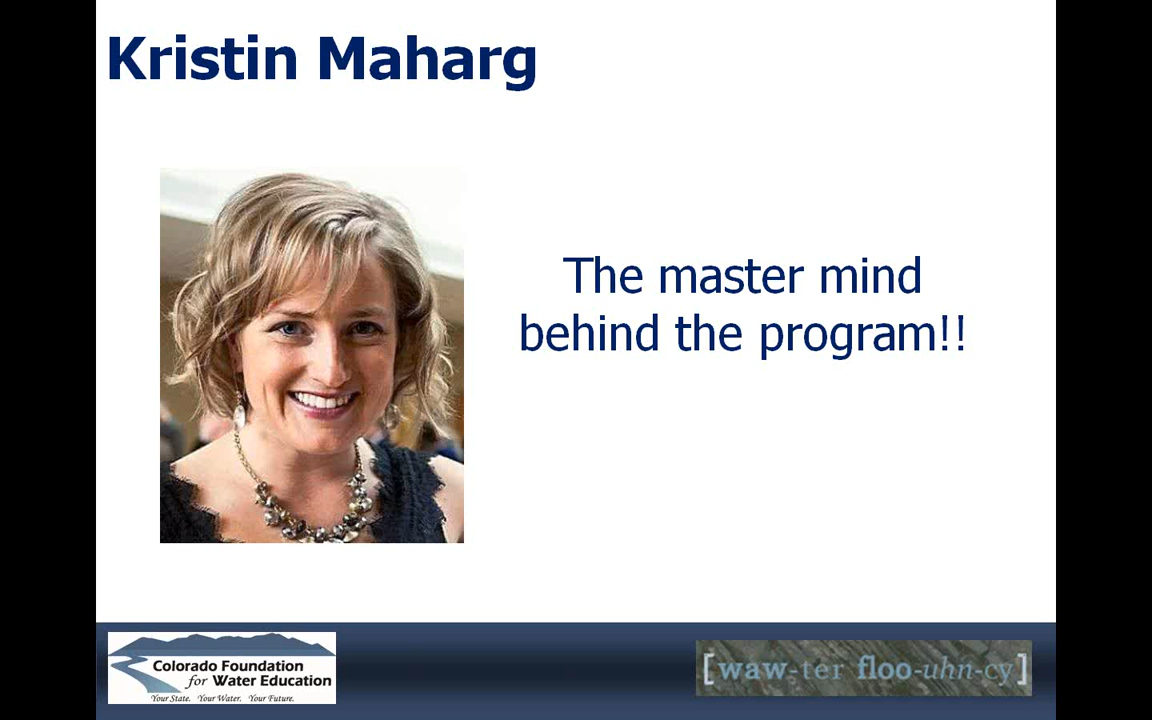 Kristin Maharg
The master mind
behind the program!!
Colorado Foundation
for Water Education
Your State. Your Water. Your Future.
[waw-ter floo-uhn-cy]